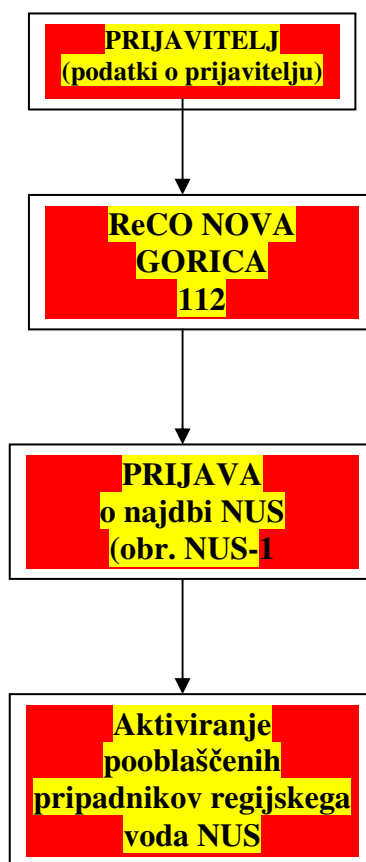 PRIJAVITELJ
(podatki o prijavitelju)
ReCO NOVA
GORICA
112
PRIJAVA
o najdbi NUS
(obr. NUS-1
Aktiviranje
pooblaščenih
pripadnikov regijskega
voda NUS